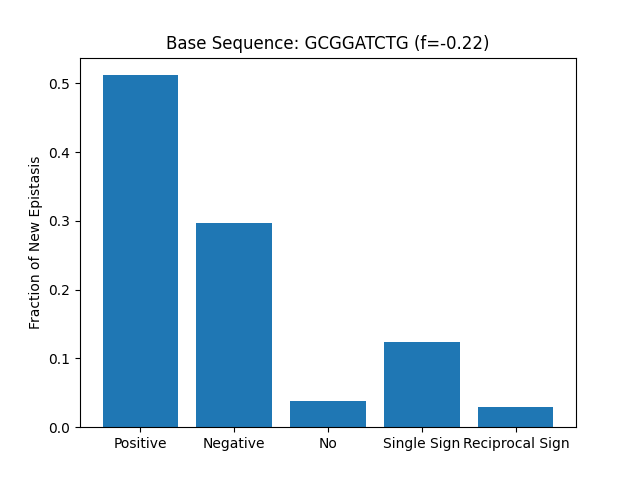 Base Sequence: GCGGATCTG (f=-0.22)
Fraction of New Epistasis
0.5
0.4
0.3
0.2
0.1
0.0
Positive Negative No Single Sign Reciprocal Sign